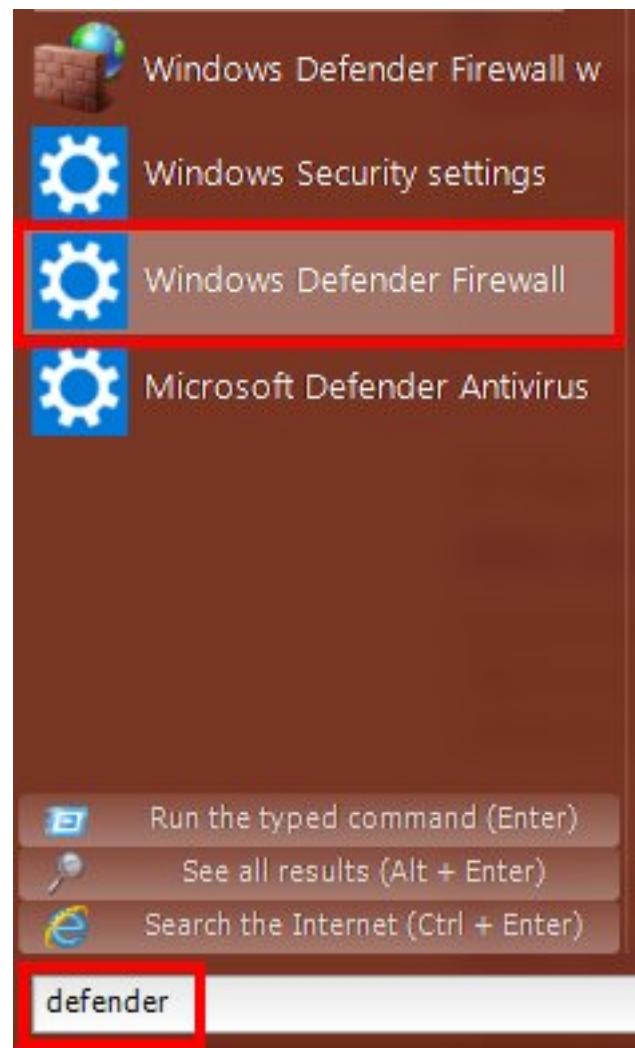 Windows Defender Firewall w
Windows Security settings
Windows Defender Firewall
Microsoft Defender Antivirus
Run the typed command (Enter)
See all results (Alt + Enter)
Search the Internet (Ctrl + Enter)
defender